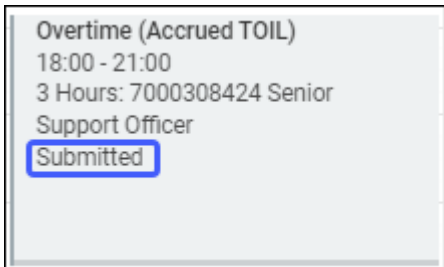 Overtime (Accrued TOIL)
18:00 - 21:00
3 Hours: 7000308424 Senior
Support Officer
Submitted